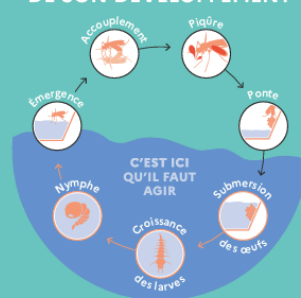 DE SON DÉVELOPPEMENT
Accouplement
Piqûre
Ponte
Submersion
des œufs
Croissance
des larves
Nymphe
Émergence
C'EST ICI
QU'IL FAUT
AGIR